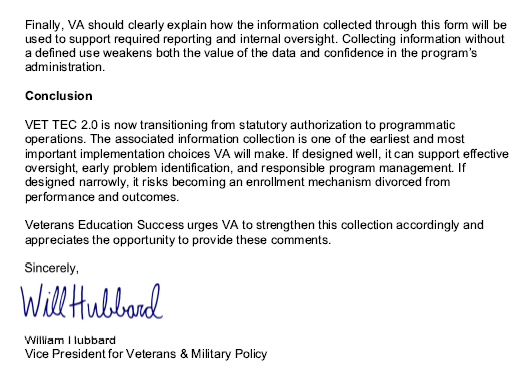 Finally, VA should clearly explain how the information collected through this form will be
used to support required reporting and internal oversight. Collecting information without
a defined use weakens both the value of the data and confidence in the program's
administration.
Conclusion
VET TEC 2.0 is now transitioning from statutory authorization to programmatic
operations. The associated information collection is one of the earliest and most
important implementation choices VA will make. If designed well, it can support effective
oversight, early problem identification, and responsible program management. If
designed narrowly, it risks becoming an enrollment mechanism divorced from
performance and outcomes.
Veterans Education Success urges VA to strengthen this collection accordingly and
appreciates the opportunity to provide these comments.
Sincerely,
Will Hubbard
William Hubbard
Vice President for Veterans & Military Policy